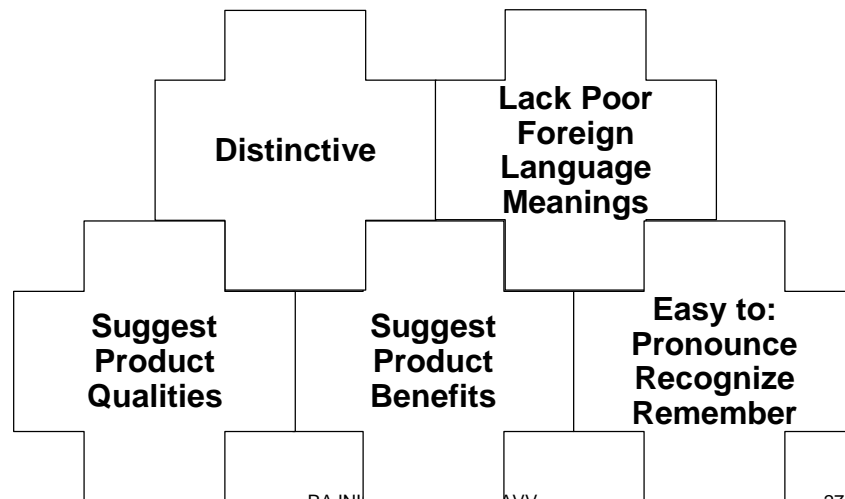 Distinctive
Lack Poor
Foreign
Language
Meanings
Suggest
Product
Qualities
Suggest
Product
Benefits
Easy to:
Pronounce
Recognize
Remember